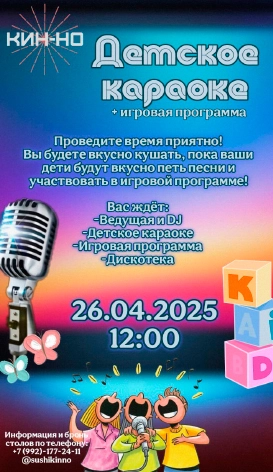 КИН-НО
Детское
караоке
+ игровая программа
Проведите время приятно!
Вы будете вкусно кушать, пока ваши
дети будут вкусно петь песни и
участвовать в игровой программе!
Вас ждёт:
-Ведущая и DJ
-Детское караоке
-Игровая программа
-Дискотека
26.04.2025
12:00
K
A
B
D
Информация и бронь
столов по телефону:
+7 (992)-177-24-11
@sushikinno